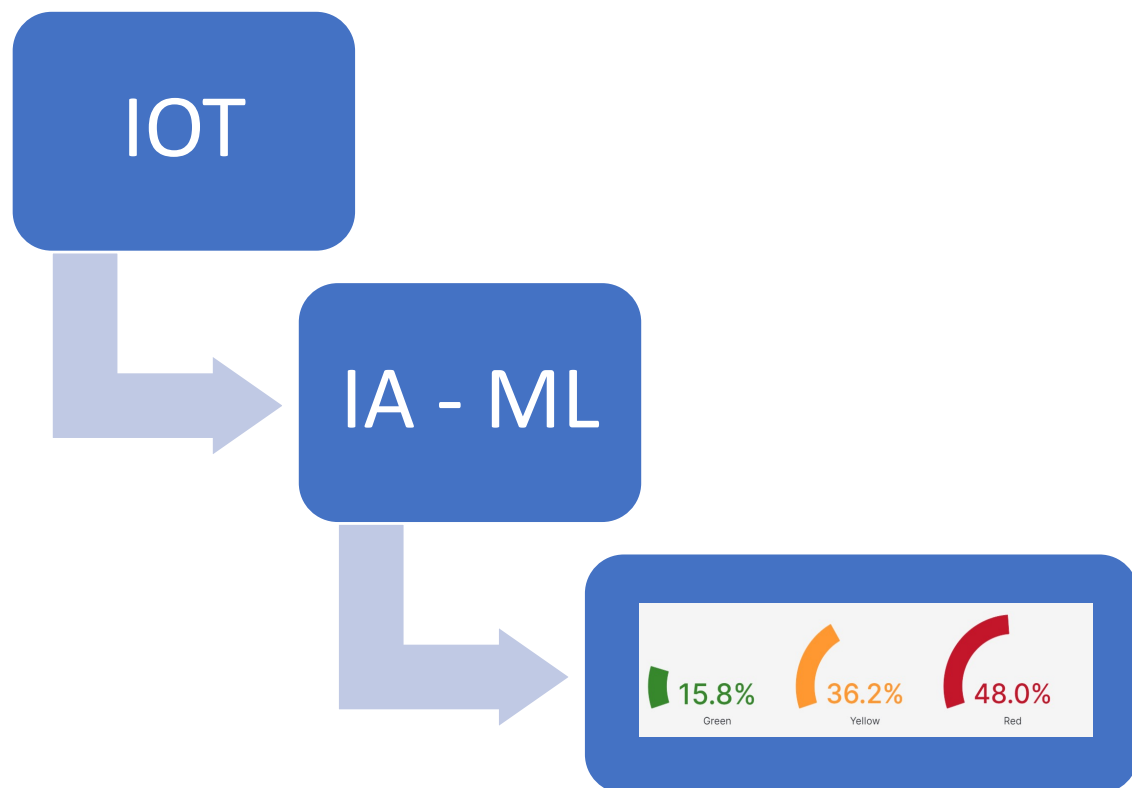 IOT
IA - ML
15.8%
Green
36.2%
Yellow
48.0%
Red